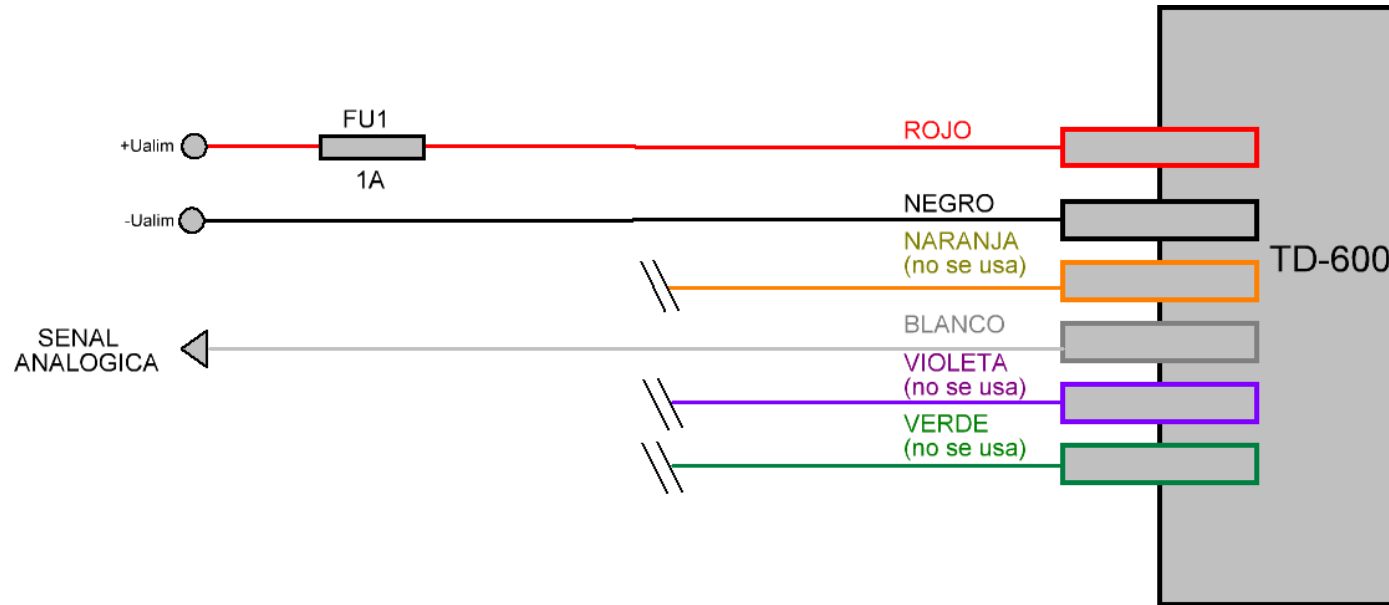 FU1
+Ualim
1A
ROJO
-Ualim
NEGRO
NARANJA
(no se usa)
TD-600
SENAL
ANALOGICA
BLANCO
VIOLETA
(no se usa)
VERDE
(no se usa)